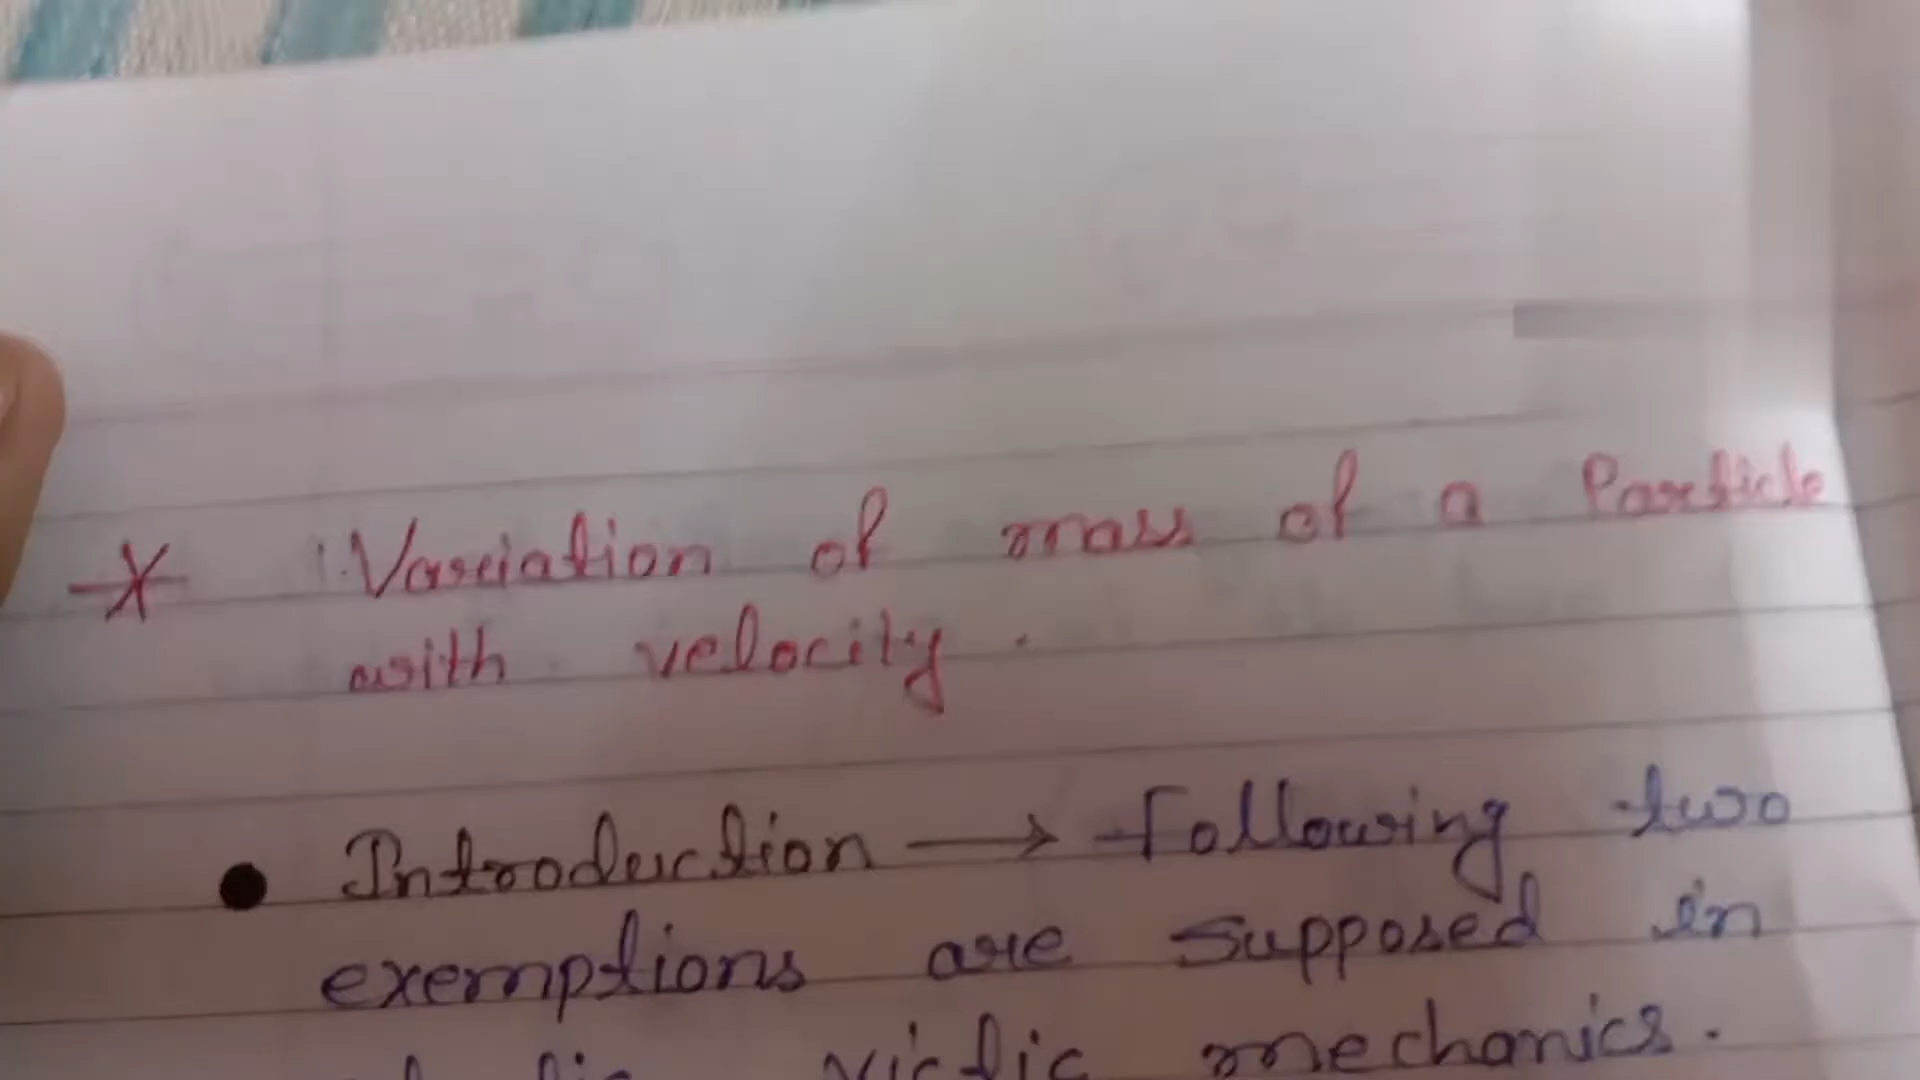 Variation of mass of a Particle
with velocity.
• Introduction → Following two
exemptions are supposed in
mechanics.